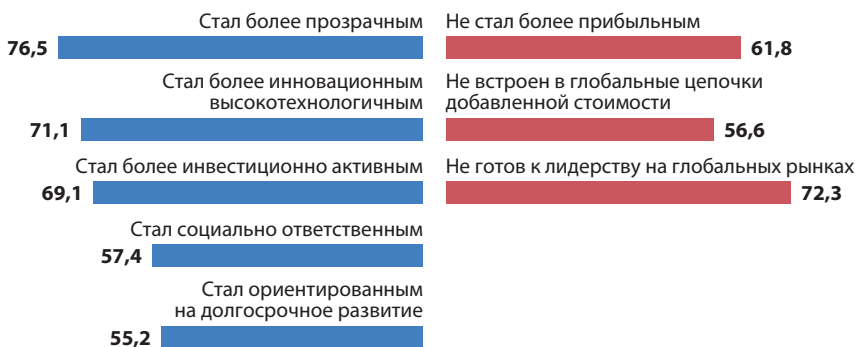 Стал более прозрачным
76,5
Стал более инновационным
высокотехнологичным
71,1
Стал более инвестиционно активным
69,1
Стал социально ответственным
57,4
Стал ориентированным
на долгосрочное развитие
55,2
Не стал более прибыльным
61,8
Не встроен в глобальные цепочки
добавленной стоимости
56,6
Не готов к лидерству на глобальных рынках
72,3